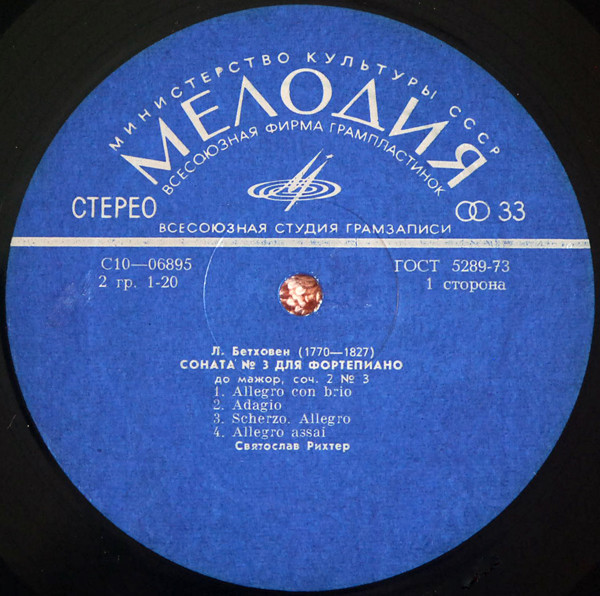 МИНИСТЕРСТВО КУЛЬТУРЫ СССР
МЕЛОДИЯ
ВСЕСОЮЗНАЯ ФИРМА ГРАМПЛАСТИНОК
СТЕРЕО
33
ВСЕСОЮЗНАЯ СТУДИЯ ГРАМЗАПИСИ
С10—06895
ГОСТ 5289-73
2 гр. 1-20
1 сторона
Л. Бетховен (1770—1827)
СОНАТА № 3 ДЛЯ ФОРТЕПИАНО
до мажор, соч. 2 № 3
1. Allegro con brio
2. Adagio
3. Scherzo. Allegro
4. Allegro assai
Святослав Рихтер